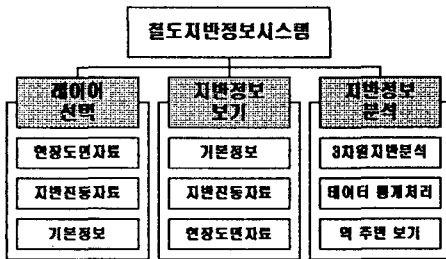 철도지반정보시스템
레이어
선택
지반정보
보기
지반정보
분석
현장도면자료
지반진동자료
기본정보
기본정보
지반진동자료
현장도면자료
3차원지반분석
데이터 통계처리
역 주변 보기